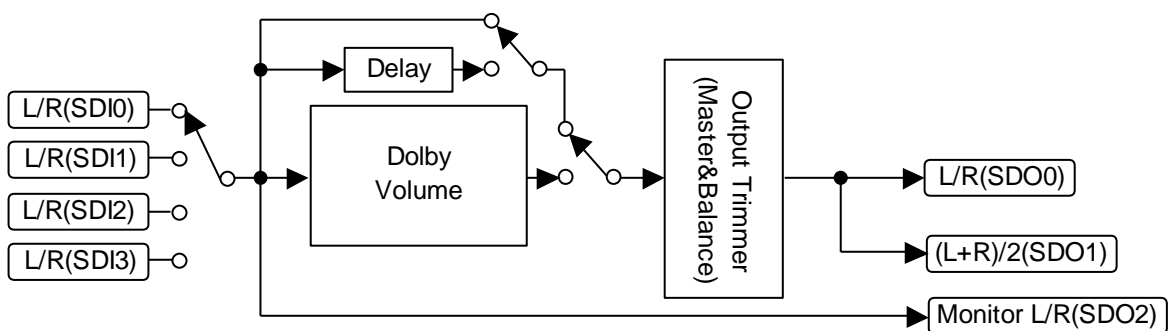 L/R(SDI0)
L/R(SDI1)
L/R(SDI2)
L/R(SDI3)
Delay
Dolby
Volume
Output Trimmer
(Master&Balance)
L/R(SDO0)
(L+R)/2(SDO1)
Monitor L/R(SDO2)